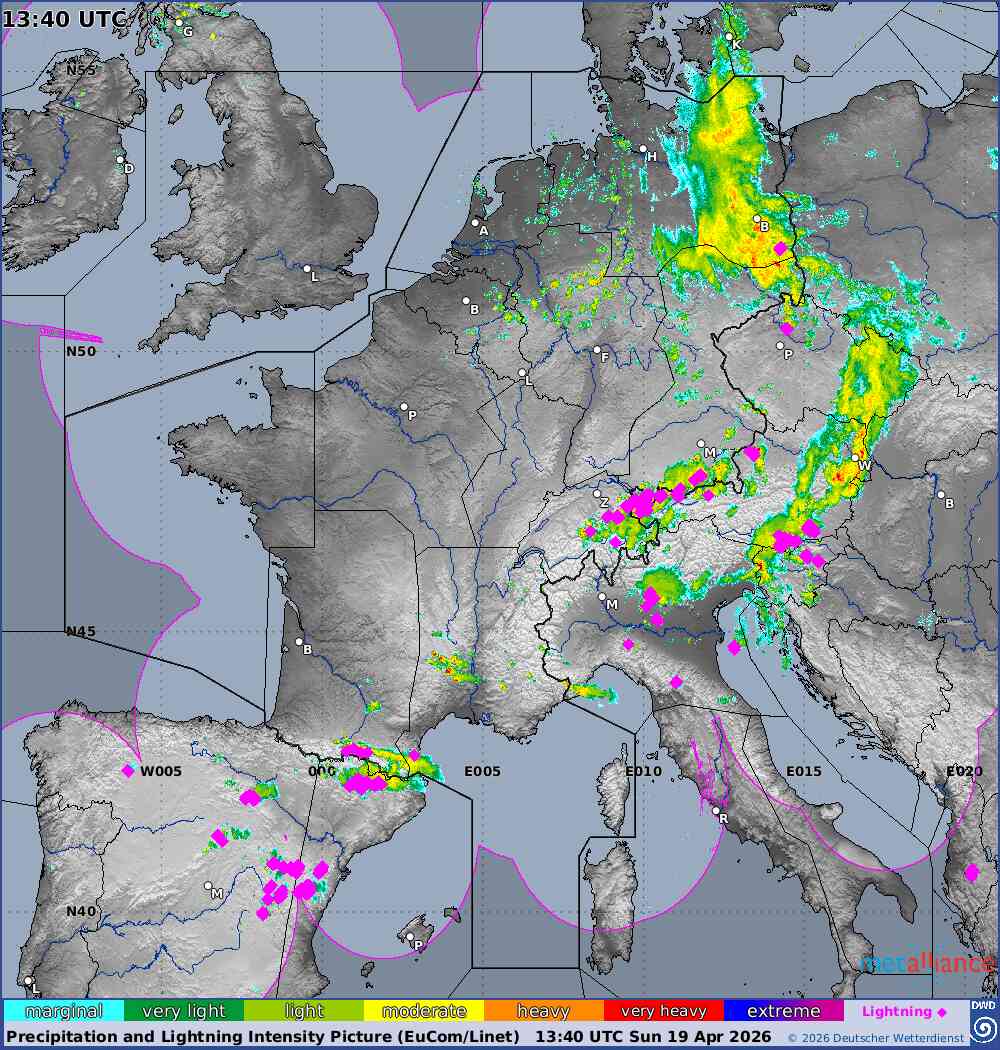 13:40 UTC
G
K
N55
D
H
A
B
L
B
N50
F
P
L
P
M
W
Z
B
M
N45
B
W005
000
E005
E010
E015
E020
R
M
N40
P
L
metalliance
marginal very light light moderate heavy very heavy extreme Lightning
DWD
Precipitation and Lightning Intensity Picture (EuCom/Linet) 13:40 UTC Sun 19 Apr 2026 © 2026 Deutscher Wetterdienst